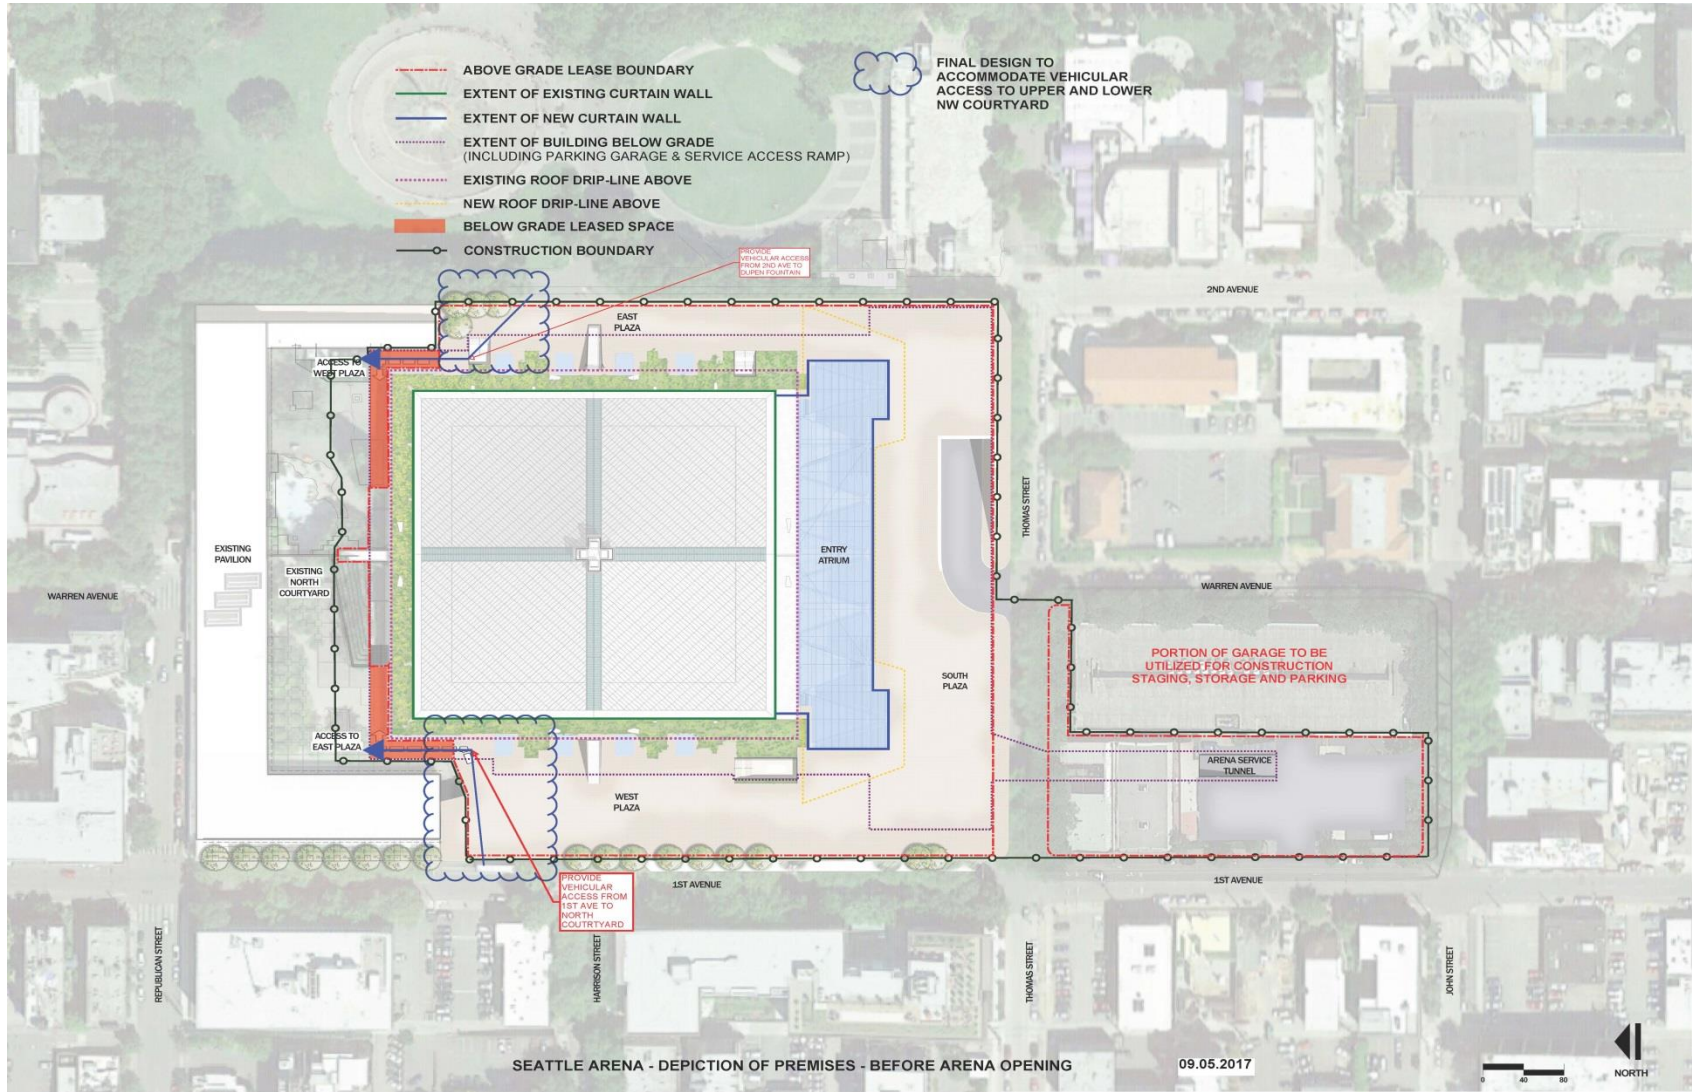 ABOVE GRADE LEASE BOUNDARY
EXTENT OF EXISTING CURTAIN WALL
EXTENT OF NEW CURTAIN WALL
EXTENT OF BUILDING BELOW GRADE
(INCLUDING PARKING GARAGE & SERVICE ACCESS RAMP)
EXISTING ROOF DRIP-LINE ABOVE
NEW ROOF DRIP-LINE ABOVE
BELOW GRADE LEASED SPACE
CONSTRUCTION BOUNDARY
FINAL DESIGN TO
ACCOMMODATE VEHICULAR
ACCESS TO UPPER AND LOWER
NW COURTYARD
PROVIDE
VEHICULAR ACCESS
FROM 2ND AVE TO
DUPEN FOUNTAIN
2ND AVENUE
EAST
PLAZA
ACCESS TO
WEST PLAZA
THOMAS STREET
EXISTING
PAVILION
EXISTING
NORTH
COURTYARD
ENTRY
ATRIUM
WARREN AVENUE
WARREN AVENUE
PORTION OF GARAGE TO BE
UTILIZED FOR CONSTRUCTION
STAGING, STORAGE AND PARKING
SOUTH
PLAZA
ACCESS TO
EAST PLAZA
ARENA SERVICE
TUNNEL
WEST
PLAZA
1ST AVENUE
1ST AVENUE
PROVIDE
VEHICULAR
ACCESS FROM
1ST AVE TO
NORTH
COUTRTYARD
REPUBLICAN STREET
HARRISON STREET
THOMAS STREET
JOHN STREET
SEATTLE ARENA - DEPICTION OF PREMISES - BEFORE ARENA OPENING
09.05.2017
0 40 80
NORTH